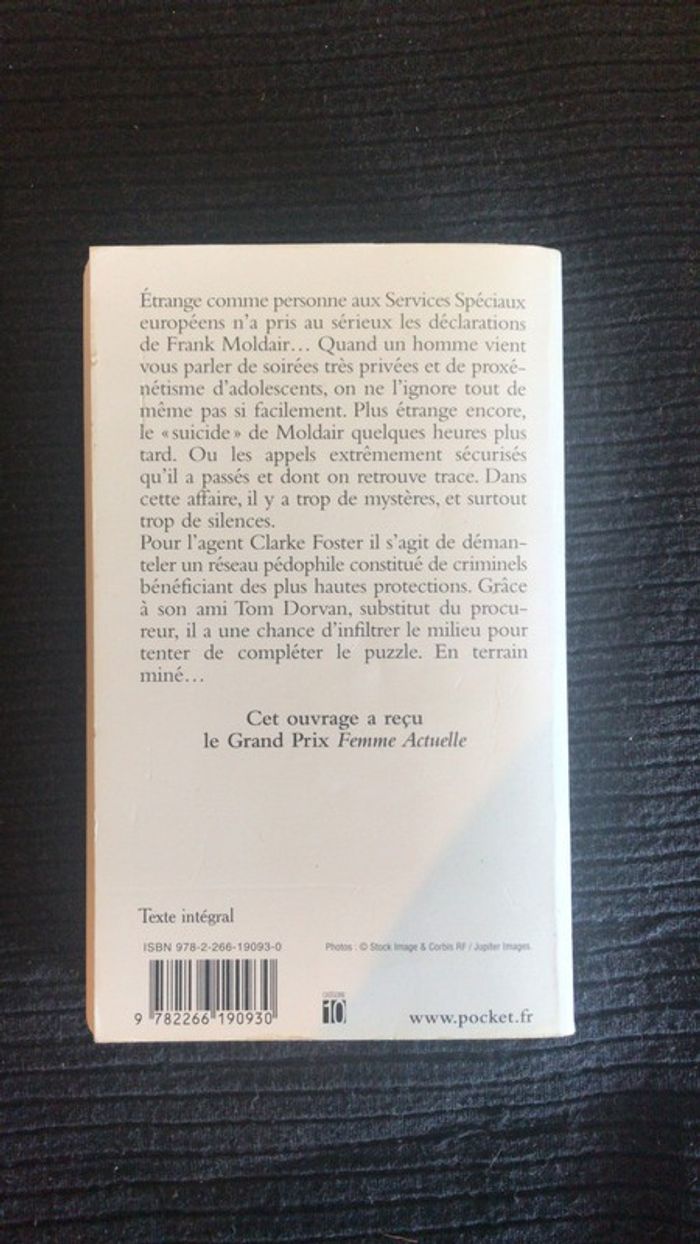 Étrange comme personne aux Services Spéciaux
européens n'a pris au sérieux les déclarations
de Frank Moldair... Quand un homme vient
vous parler de soirées très privées et de proxé-
nétisme d'adolescents, on ne l'ignore tout de
même pas si facilement. Plus étrange encore,
le «suicide» de Moldair quelques heures plus
tard. Ou les appels extrêmement sécurisés
qu'il a passés et dont on retrouve trace. Dans
cette affaire, il y a trop de mystères, et surtout
trop de silences.
Pour l'agent Clarke Foster il s'agit de déman-
teler un réseau pédophile constitué de criminels
bénéficiant des plus hautes protections. Grâce
à son ami Tom Dorvan, substitut du procu-
reur, il a une chance d'infiltrer le milieu pour
tenter de compléter le puzzle. En terrain
miné...
Cet ouvrage a reçu
le Grand Prix Femme Actuelle
Texte intégral
ISBN 978-2-266-19093-0
Photos : © Stock Image & Corbis RF / Jupiter Images.
9 782266 190930
CATÉGORIE
10
www.pocket.fr